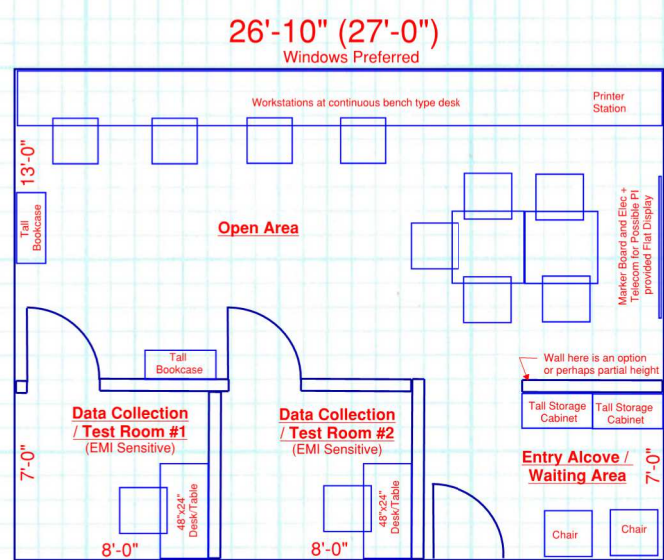 26'-10" (27'-0")
Windows Preferred
Workstations at continuous bench type desk
Printer
Station
13'-0"
Tall
Bookcase
Open Area
Marker Board and Elec +
Telecom for Possible PI
provided Flat Display
Tall
Bookcase
Wall here is an option
or perhaps partial height
Data Collection
/ Test Room #1
(EMI Sensitive)
Data Collection
/ Test Room #2
(EMI Sensitive)
Tall Storage
Cabinet
Tall Storage
Cabinet
Entry Alcove /
Waiting Area
7'-0"
7'-0"
48"x24"
Desk/Table
48"x24"
Desk/Table
8'-0"
8'-0"
Chair
Chair